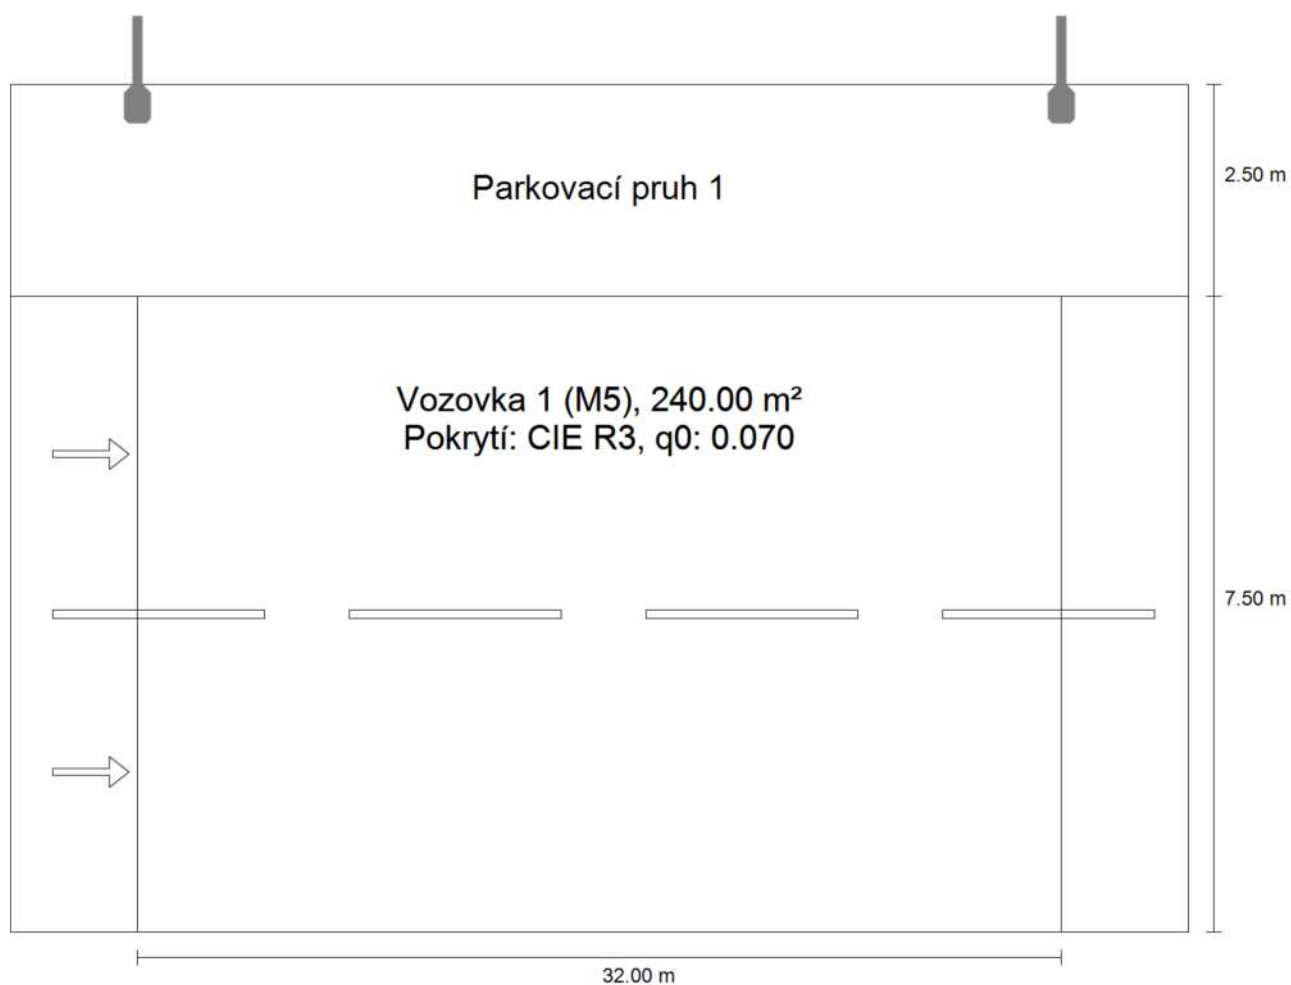 Parkovací pruh 1
2.50 m
Vozovka 1 (M5), 240.00 m²
Pokrytí: CIE R3, q0: 0.070
7.50 m
32.00 m